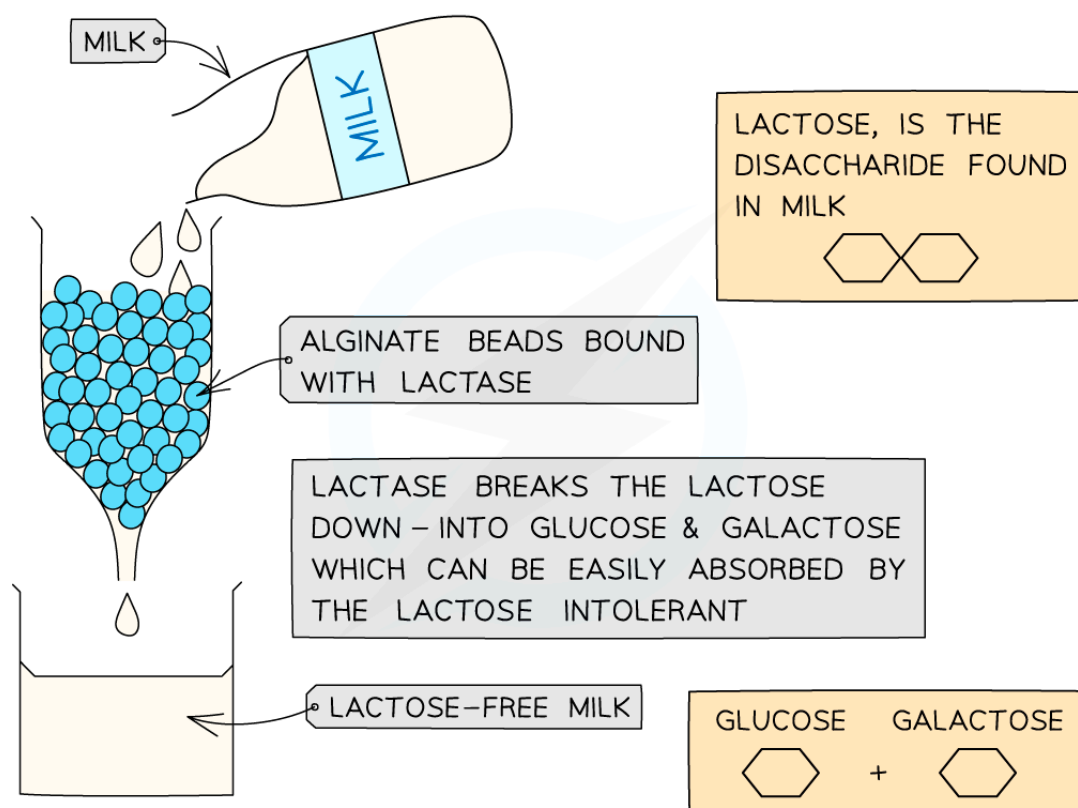 MILK
MILK
LACTOSE, IS THE
DISACCHARIDE FOUND
IN MILK
ALGINATE BEADS BOUND
WITH LACTASE
LACTASE BREAKS THE LACTOSE
DOWN – INTO GLUCOSE & GALACTOSE
WHICH CAN BE EASILY ABSORBED BY
THE LACTOSE INTOLERANT
LACTOSE–FREE MILK
GLUCOSE GALACTOSE
+